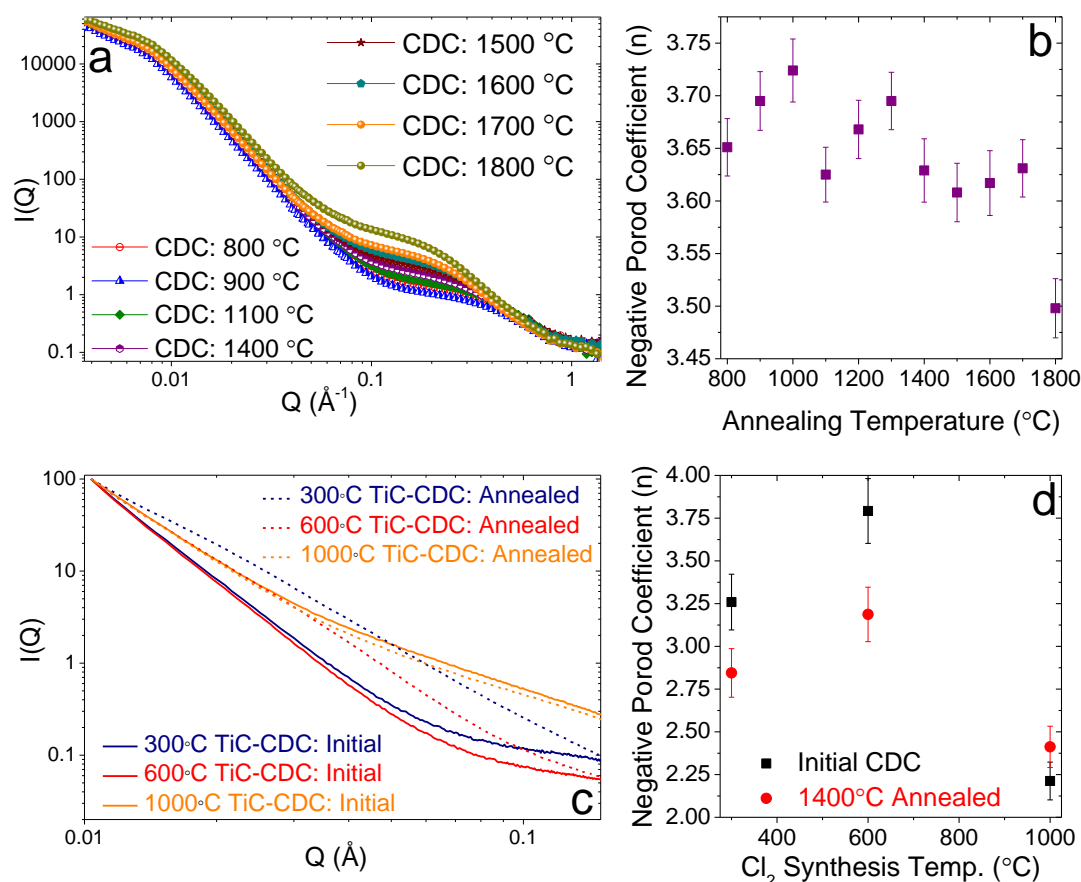 a
CDC: 1500 °C
CDC: 1600 °C
CDC: 1700 °C
CDC: 1800 °C
CDC: 800 °C
CDC: 900 °C
CDC: 1100 °C
CDC: 1400 °C
10000
1000
100
10
1
0.1
I(Q)
0.01 0.1 1
Q (Å⁻¹)
b
3.75
3.70
3.65
3.60
3.55
3.50
3.45
Negative Porod Coefficient (n)
800 1000 1200 1400 1600 1800
Annealing Temperature (°C)
c
300°C TiC-CDC: Annealed
600°C TiC-CDC: Annealed
1000°C TiC-CDC: Annealed
300°C TiC-CDC: Initial
600°C TiC-CDC: Initial
1000°C TiC-CDC: Initial
100
10
1
0.1
I(Q)
0.01 0.1
Q (Å)
d
4.00
3.75
3.50
3.25
3.00
2.75
2.50
2.25
2.00
Negative Porod Coefficient (n)
Initial CDC
1400°C Annealed
400 600 800 1000
Cl₂ Synthesis Temp. (°C)